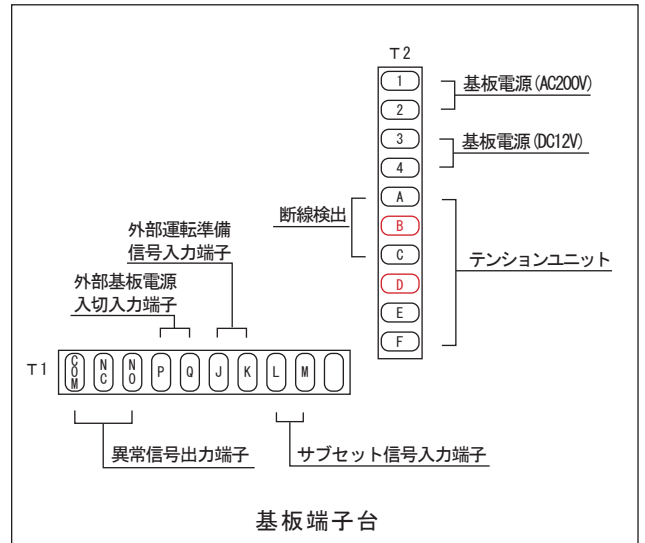 T2
1
2
3
4
A
B
C
D
E
F
基板電源(AC200V)
基板電源(DC12V)
断線検出
テンションユニット
外部運転準備
信号入力端子
外部基板電源
入切入力端子
T1
COM NC NO P Q J K L M
異常信号出力端子
サブセット信号入力端子
基板端子台